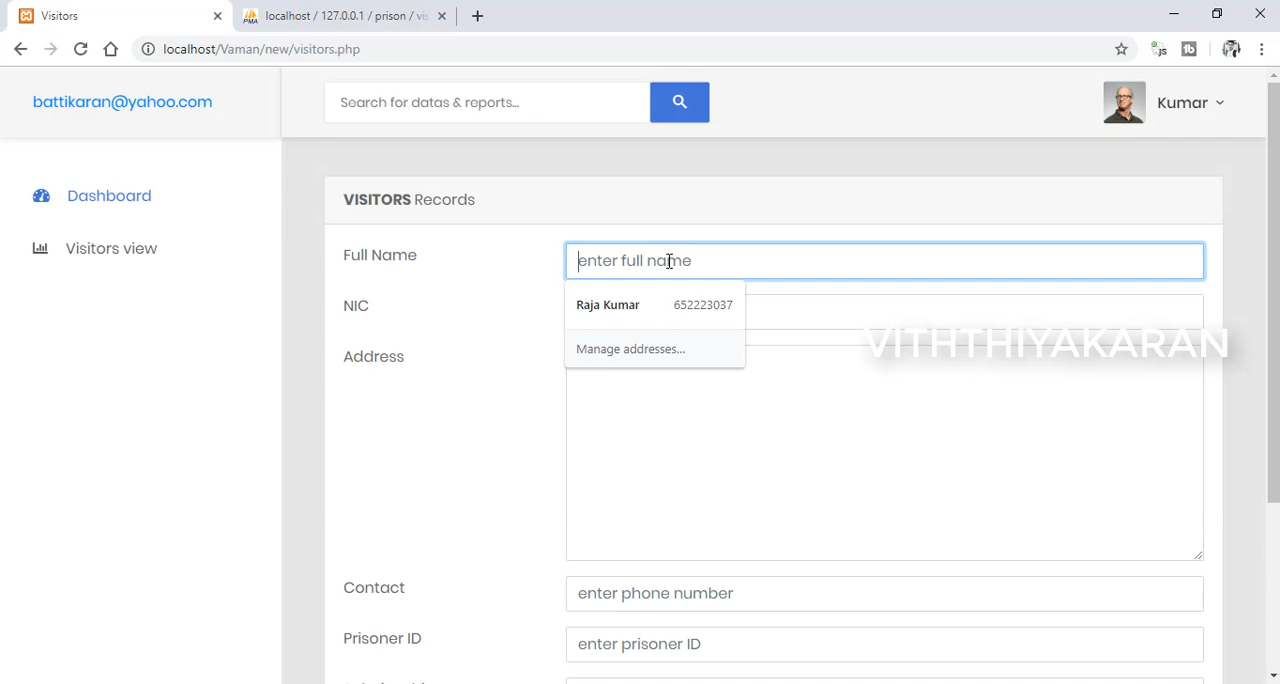 Visitors
localhost / 127.0.0.1 / prison / vis
localhost/Vaman/new/visitors.php
battikaran@yahoo.com
Search for datas & reports...
Kumar
Dashboard
Visitors view
VISITORS Records
Full Name
enter full name
Raja Kumar 652223037
Manage addresses...
NIC
VITHTHIYAKARAN
Address
Contact
enter phone number
Prisoner ID
enter prisoner ID